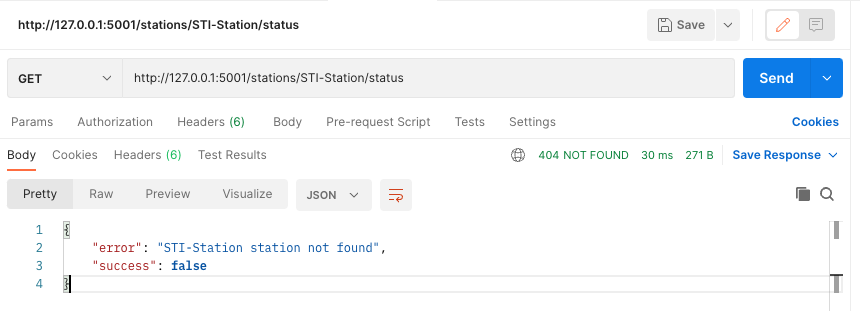 http://127.0.0.1:5001/stations/STI-Station/status Save
GET http://127.0.0.1:5001/stations/STI-Station/status Send
Params Authorization Headers (6) Body Pre-request Script Tests Settings Cookies
Body Cookies Headers (6) Test Results 404 NOT FOUND 30 ms 271 B Save Response
Pretty Raw Preview Visualize JSON
1 {
2 "error": "STI-Station station not found",
3 "success": false
4 }